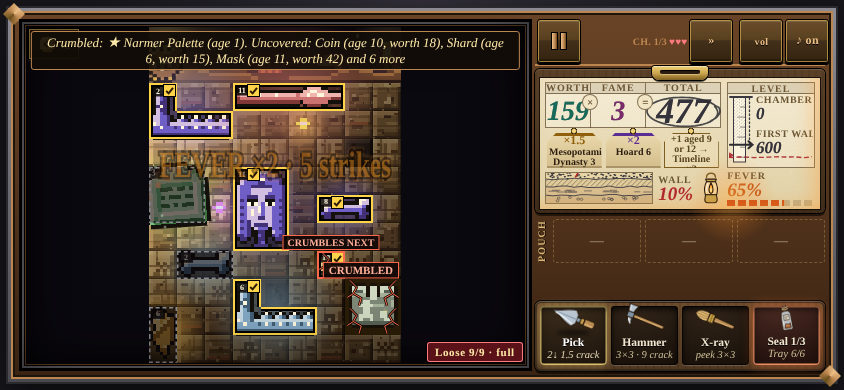 Crumbled: ★ Narmer Palette (age 1). Uncovered: Coin (age 10, worth 18), Shard (age
6, worth 15), Mask (age 11, worth 42) and 6 more
CH. 1/3 ♥♥♥
»
vol
♪ on
WORTH FAME TOTAL
159 × 3 = 477
×1.5
Mesopotami
Dynasty 3
×2
Hoard 6
+1 aged 9
or 12 →
Timeline
LEVEL
CHAMBER
0
FIRST WAL
600
WALL
10%
FEVER
65%
2
11
FEVER ×2 · 5 strikes
8
CRUMBLES NEXT
CRUMBLED
6
Loose 9/9 · full
POUCH
— — —
Pick
2↓ 1.5 crack
Hammer
3×3 · 9 crack
X-ray
peek 3×3
Seal 1/3
Tray 6/6